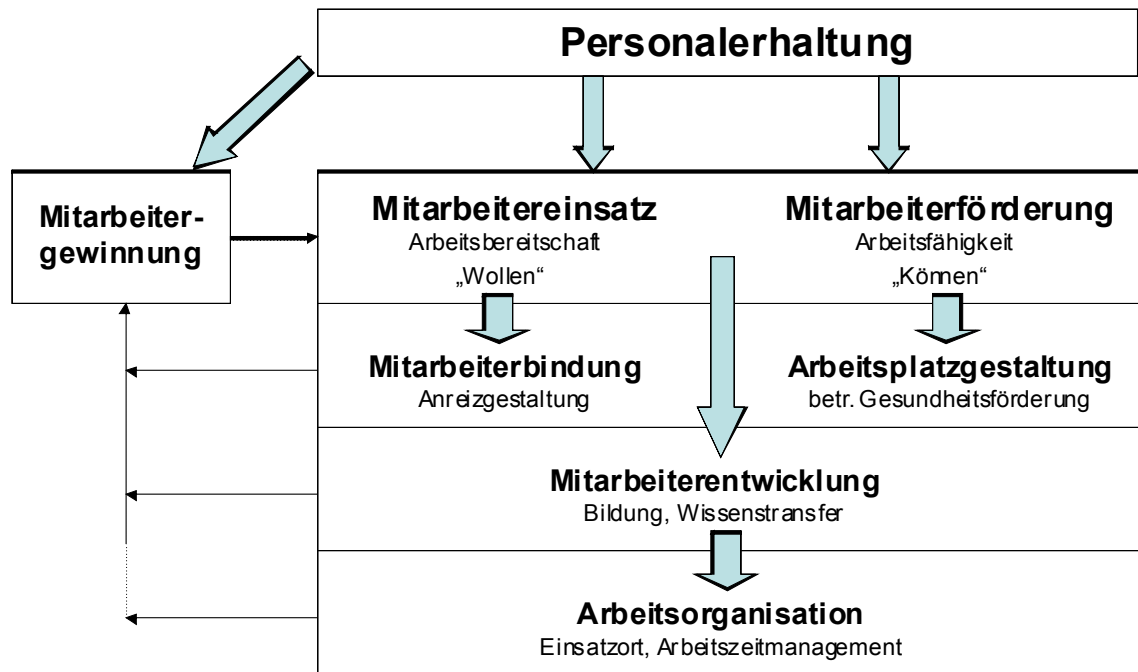 Personalerhaltung
Mitarbeiter-
gewinnung
Mitarbeitereinsatz
Arbeitsbereitschaft
„Wollen“
Mitarbeiterförderung
Arbeitsfähigkeit
„Können“
Mitarbeiterbindung
Anreizgestaltung
Arbeitsplatzgestaltung
betr. Gesundheitsförderung
Mitarbeiterentwicklung
Bildung, Wissenstransfer
Arbeitsorganisation
Einsatzort, Arbeitszeitmanagement